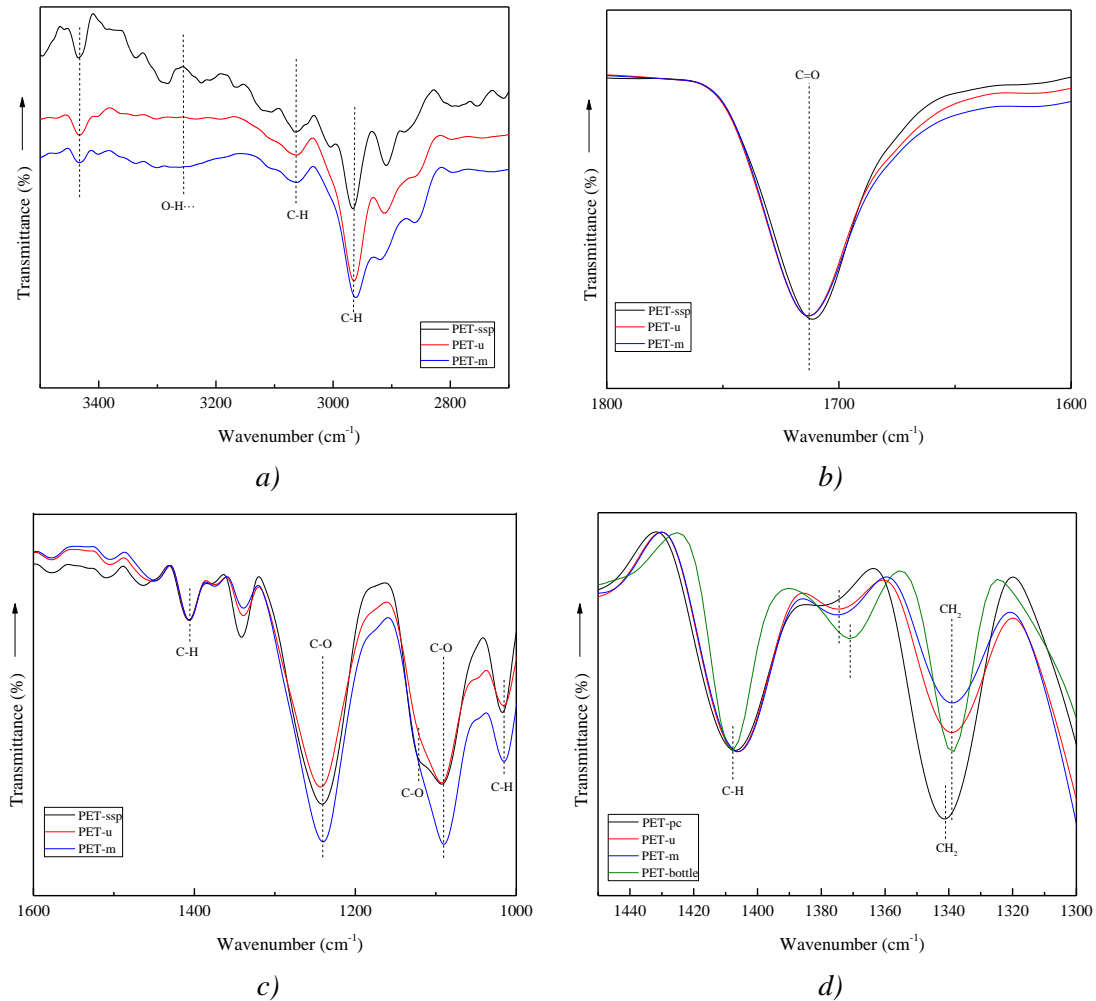 Transmittance (%)
O-H···
C-H
C-H
PET-ssp
PET-u
PET-m
3400 3200 3000 2800
Wavenumber (cm⁻¹)
a)
Transmittance (%)
C=O
PET-ssp
PET-u
PET-m
1800 1700 1600
Wavenumber (cm⁻¹)
b)
Transmittance (%)
C-H
C-O
C-O
C-O
C-H
PET-ssp
PET-u
PET-m
1600 1400 1200 1000
Wavenumber (cm⁻¹)
c)
Transmittance (%)
CH₂
C-H
CH₂
PET-pc
PET-u
PET-m
PET-bottle
1440 1420 1400 1380 1360 1340 1320 1300
Wavenumber (cm⁻¹)
d)